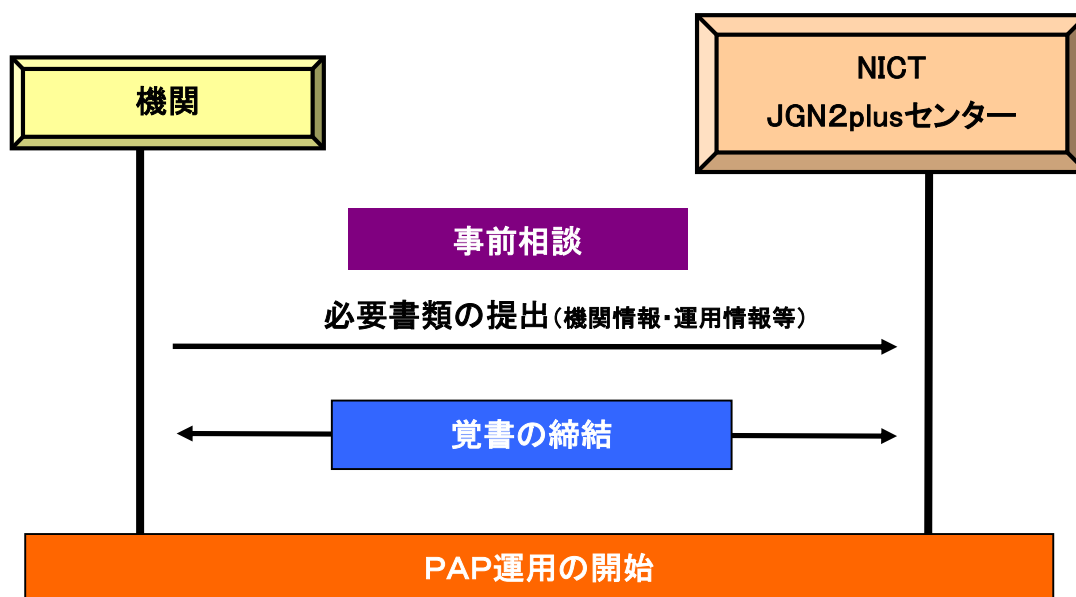 機関
NICT
JGN2plusセンター
事前相談
必要書類の提出(機関情報・運用情報等)
覚書の締結
PAP運用の開始